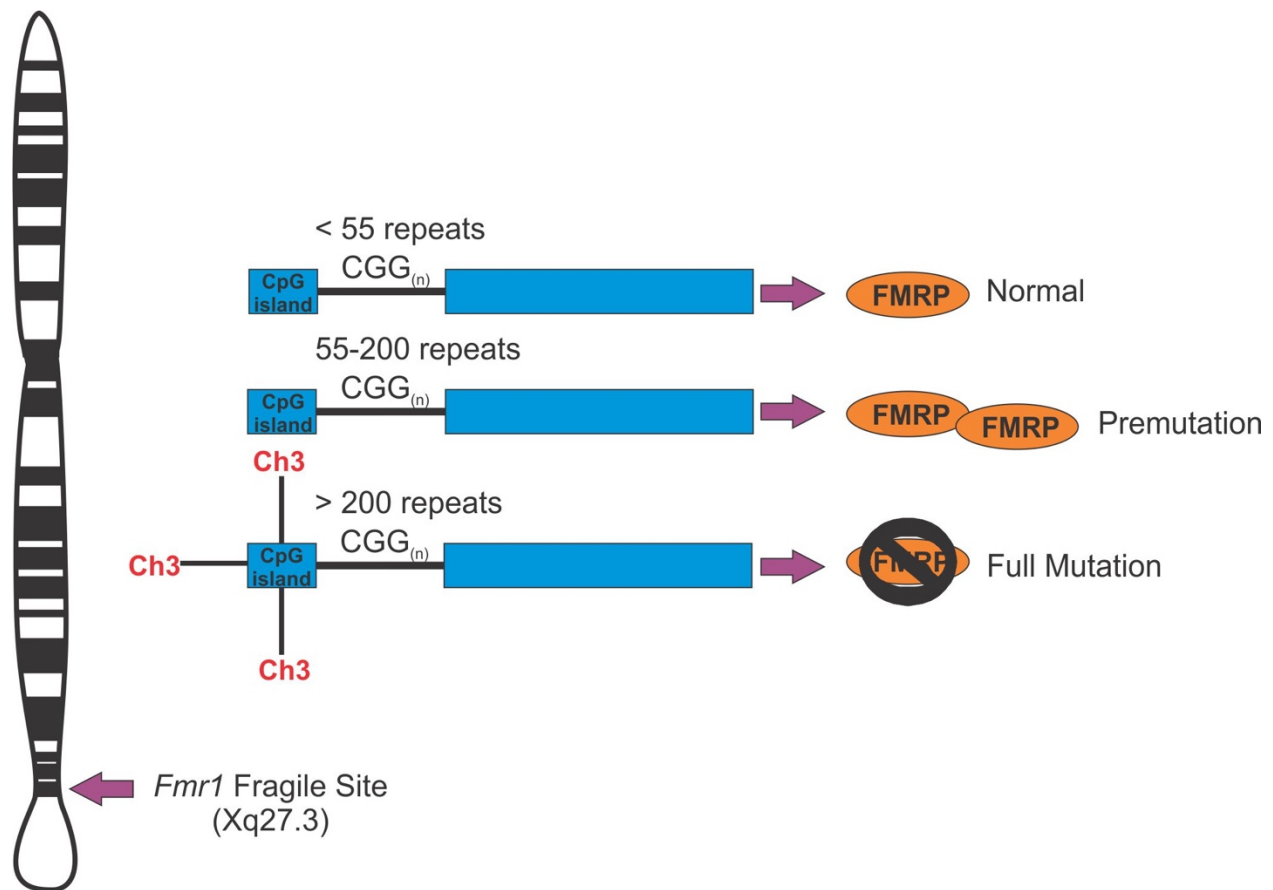 < 55 repeats
CpG
island
CGG(n)
FMRP
Normal
55-200 repeats
CpG
island
CGG(n)
FMRP
FMRP
Premutation
Ch3
> 200 repeats
Ch3
CpG
island
CGG(n)
FMRP
Full Mutation
Ch3
Fmr1 Fragile Site
(Xq27.3)